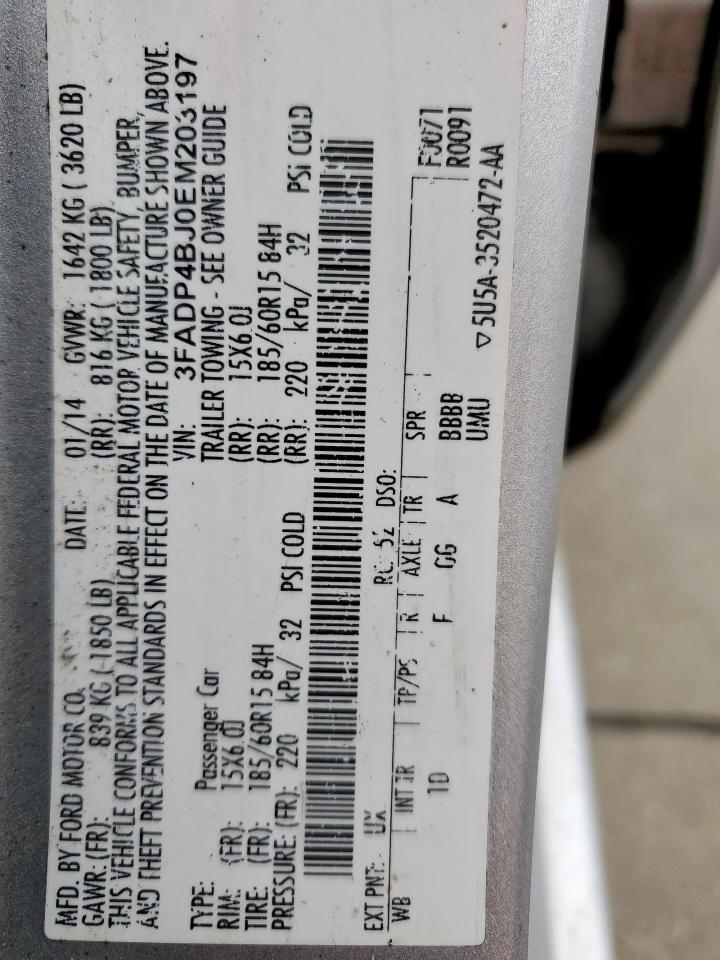 MFD. BY FORD MOTOR CO. DATE: 01/14 GVWR: 1642 KG ( 3620 LB)
GAWR: (FR): 839 KG ( 1850 LB) (RR): 816 KG ( 1800 LB)
THIS VEHICLE CONFORMS TO ALL APPLICABLE FEDERAL MOTOR VEHICLE SAFETY, BUMPER,
AND THEFT PREVENTION STANDARDS IN EFFECT ON THE DATE OF MANUFACTURE SHOWN ABOVE.
VIN: 3FADP4BJ0EM203197
TYPE: Passenger Car TRAILER TOWING - SEE OWNER GUIDE
RIM: (FR): 15X6.0J (RR): 15X6.0J
TIRE: (FR): 185/60R15 84H (RR): 185/60R15 84H
PRESSURE: (FR): 220 kPa/ 32 PSI COLD (RR): 220 kPa/ 32 PSI COLD
EXT PNT: UX RC: 52 DSO: F0071
WB INT TR TP/PS R AXLE TR SPR R0091
1D F GG A BBBB
UMU ▽5U5A-3520472-AA